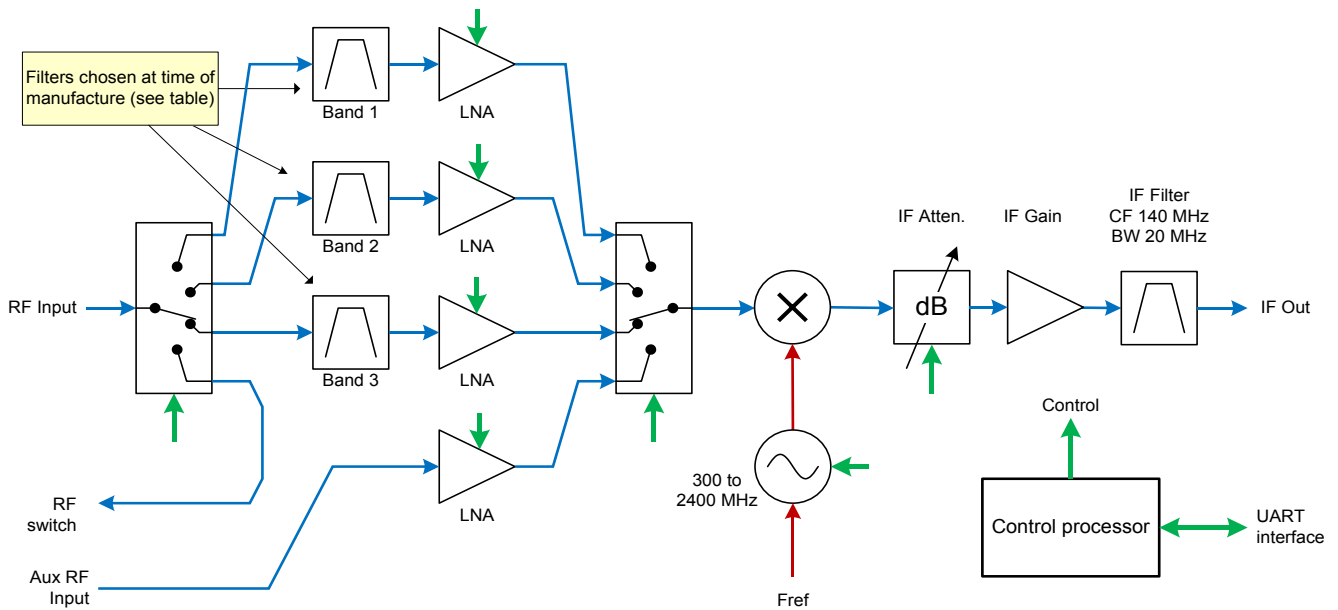 Filters chosen at time of
manufacture (see table)
Band 1
LNA
Band 2
LNA
Band 3
LNA
LNA
RF Input
RF
switch
Aux RF
Input
300 to
2400 MHz
Fref
IF Atten.
dB
IF Gain
IF Filter
CF 140 MHz
BW 20 MHz
IF Out
Control
Control processor
UART
interface